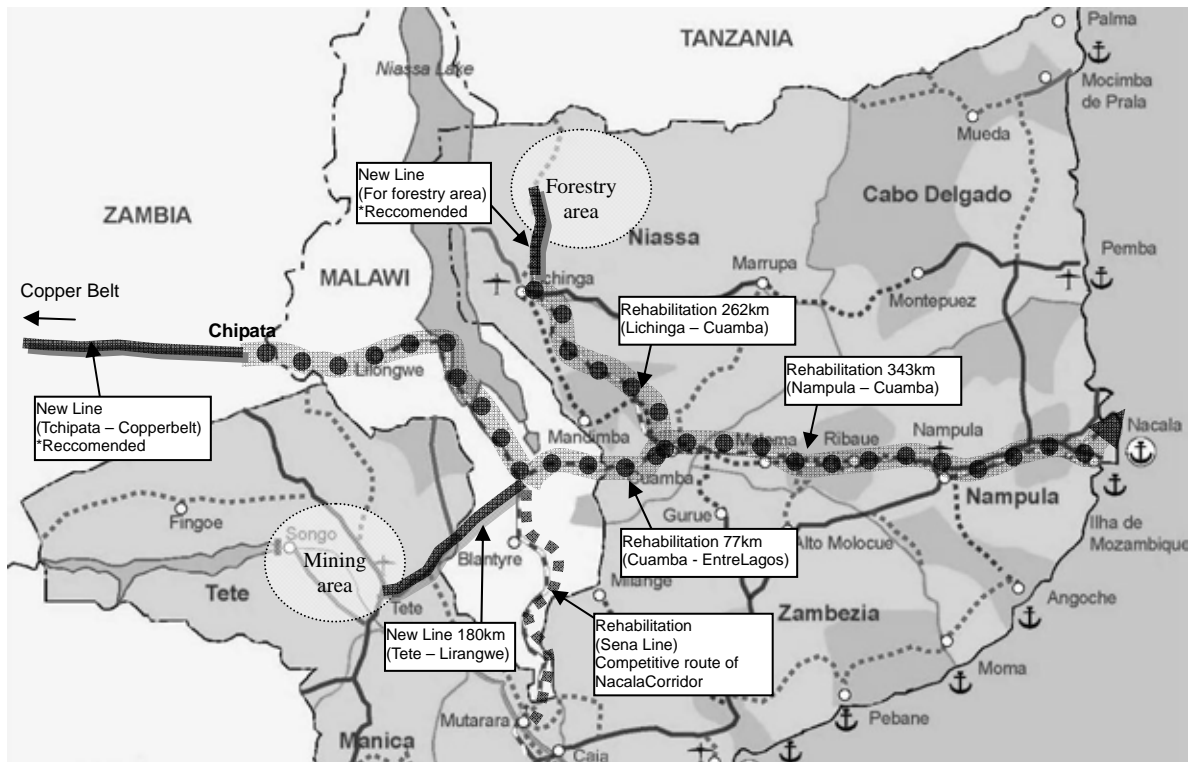 TANZANIA
Palma
Niassa Lake
Mocimba
de Prala
Mueda
New Line
(For forestry area)
*Reccomended
Forestry
area
Cabo Delgado
ZAMBIA
Niassa
MALAWI
Marrupa
Pemba
Montepuez
Copper Belt
chinga
Rehabilitation 262km
(Lichinga – Cuamba)
Chipata
Lilongwe
Rehabilitation 343km
(Nampula – Cuamba)
New Line
(Tchipata – Copperbelt)
*Reccomended
Mandimba
Ribaue
Nampula
Nacala
Cuamba
Nampula
Fingoe
Gurue
Ilha de
Mozambique
Songo
Mining
area
Blantyre
Rehabilitation 77km
(Cuamba - EntreLagos)
Alto Molocue
Milange
Tete
Tete
Angoche
Zambezia
New Line 180km
(Tete – Lirangwe)
Rehabilitation
(Sena Line)
Competitive route of
NacalaCorridor
Moma
Mutarara
Pebane
Manica
Caia